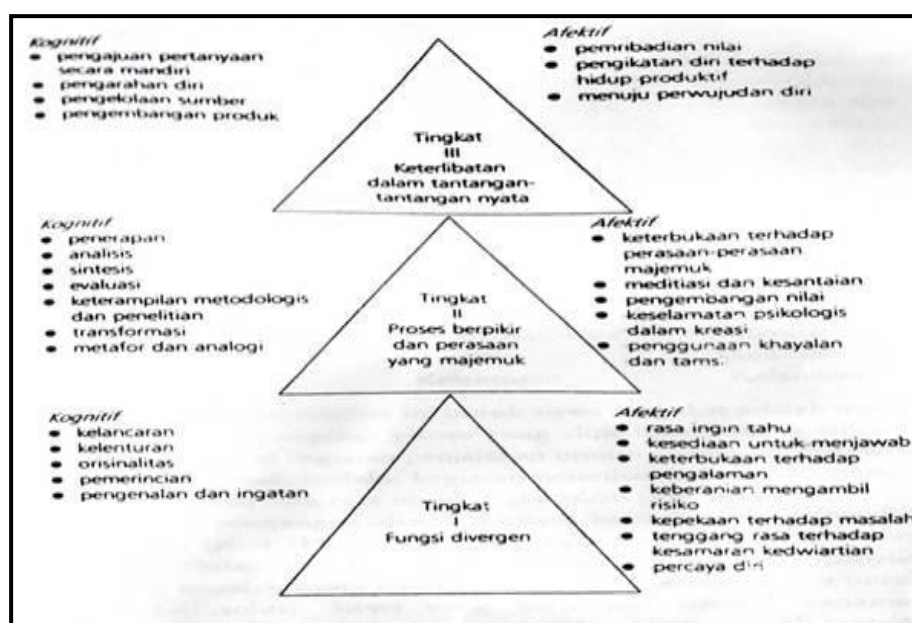 Kognitif
● pengajuan pertanyaan
secara mandiri
● pengarahan diri
● pengelolaan sumber
● pengembangan produk
Tingkat
III
Keterlibatan
dalam tantangan-
tantangan nyata
Afektif
● pemribadian nilai
● pengikatan diri terhadap
hidup produktif
● menuju perwujudan diri
Kognitif
● penerapan
● analisis
● sintesis
● evaluasi
● keterampilan metodologis
dan penelitian
● transformasi
● metafor dan analogi
Tingkat
II
Proses berpikir
dan perasaan
yang majemuk
Afektif
● keterbukaan terhadap
perasaan-perasaan
majemuk
● meditiasi dan kesantaian
● pengembangan nilai
● keselamatan psikologis
dalam kreasi
● penggunaan khayalan
dan
Kognitif
● kelancaran
● kelenturan
● orisinalitas
● pemerincian
● pengenalan dan ingatan
Tingkat
I
Fungsi divergen
Afektif
● rasa ingin tahu
● kesediaan untuk menjawab
● keterbukaan terhadap
pengalaman
● keberanian mengambil
risiko
● kepekaan terhadap masalah
● tenggang rasa terhadap
kesamaran kedwiartian
● percaya diri